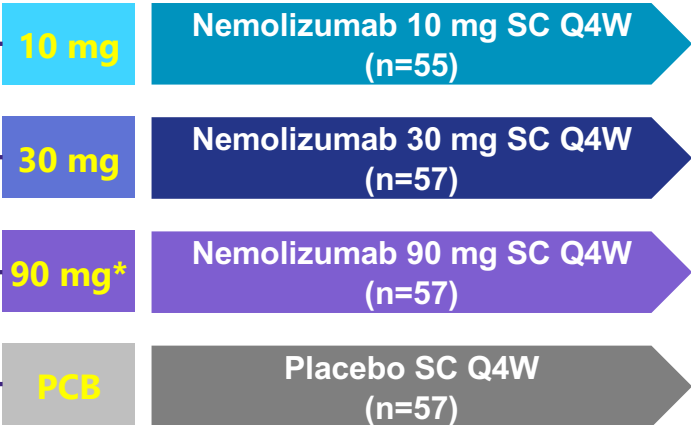 10 mg
Nemolizumab 10 mg SC Q4W
(n=55)
30 mg
Nemolizumab 30 mg SC Q4W
(n=57)
90 mg*
Nemolizumab 90 mg SC Q4W
(n=57)
PCB
Placebo SC Q4W
(n=57)